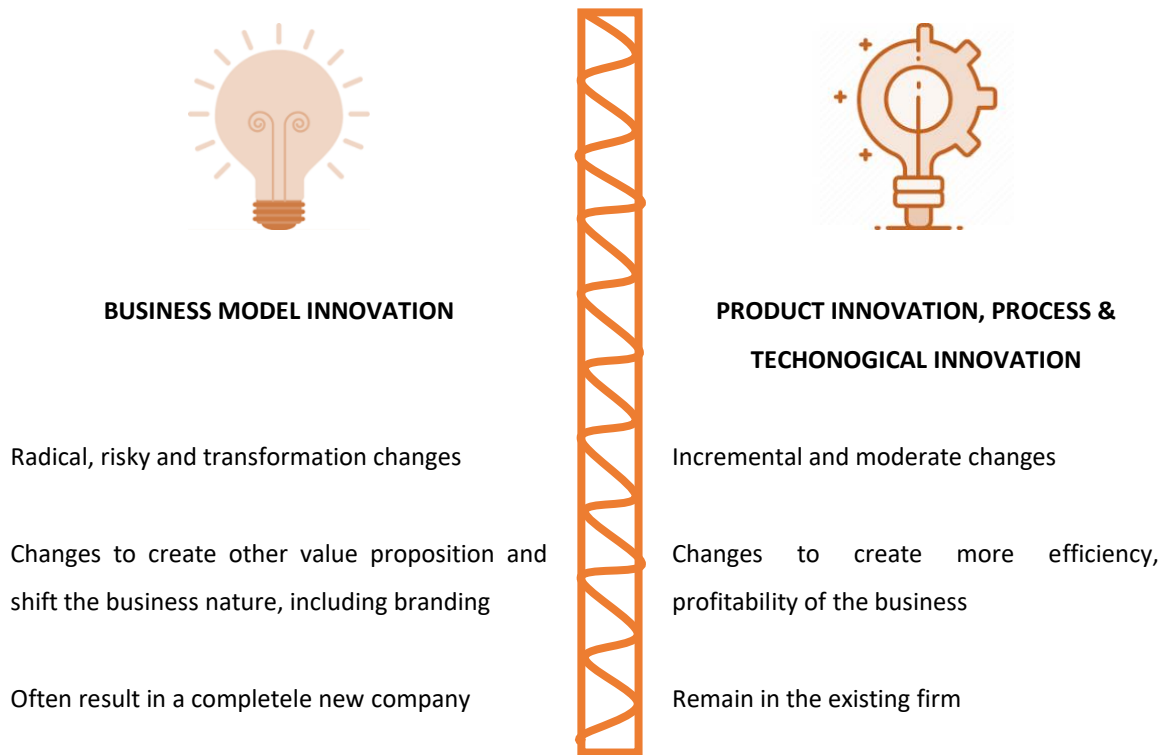 BUSINESS MODEL INNOVATION
Radical, risky and transformation changes
Changes to create other value proposition and
shift the business nature, including branding
Often result in a completele new company
PRODUCT INNOVATION, PROCESS &
TECHONOGICAL INNOVATION
Incremental and moderate changes
Changes to create more efficiency,
profitability of the business
Remain in the existing firm